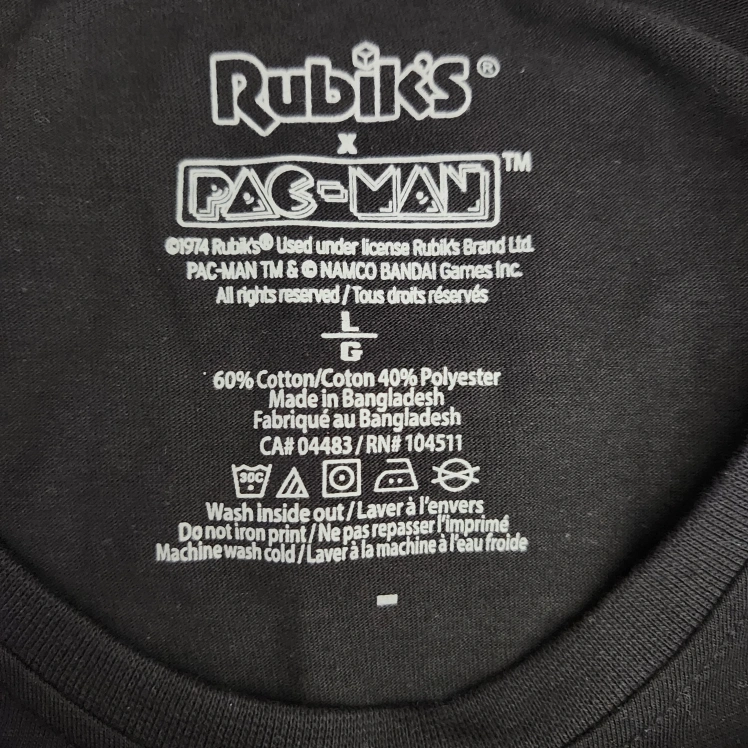 Rubik's®
x
PAC-MAN™
©1974 Rubik's® Used under license Rubik's Brand Ltd.
PAC-MAN TM & © NAMCO BANDAI Games Inc.
All rights reserved / Tous droits réservés
L
G
60% Cotton/Coton 40% Polyester
Made in Bangladesh
Fabriqué au Bangladesh
CA# 04483 / RN# 104511
30C
Wash inside out / Laver à l'envers
Do not iron print / Ne pas repasser l'imprimé
Machine wash cold / Laver à la machine à l'eau froide